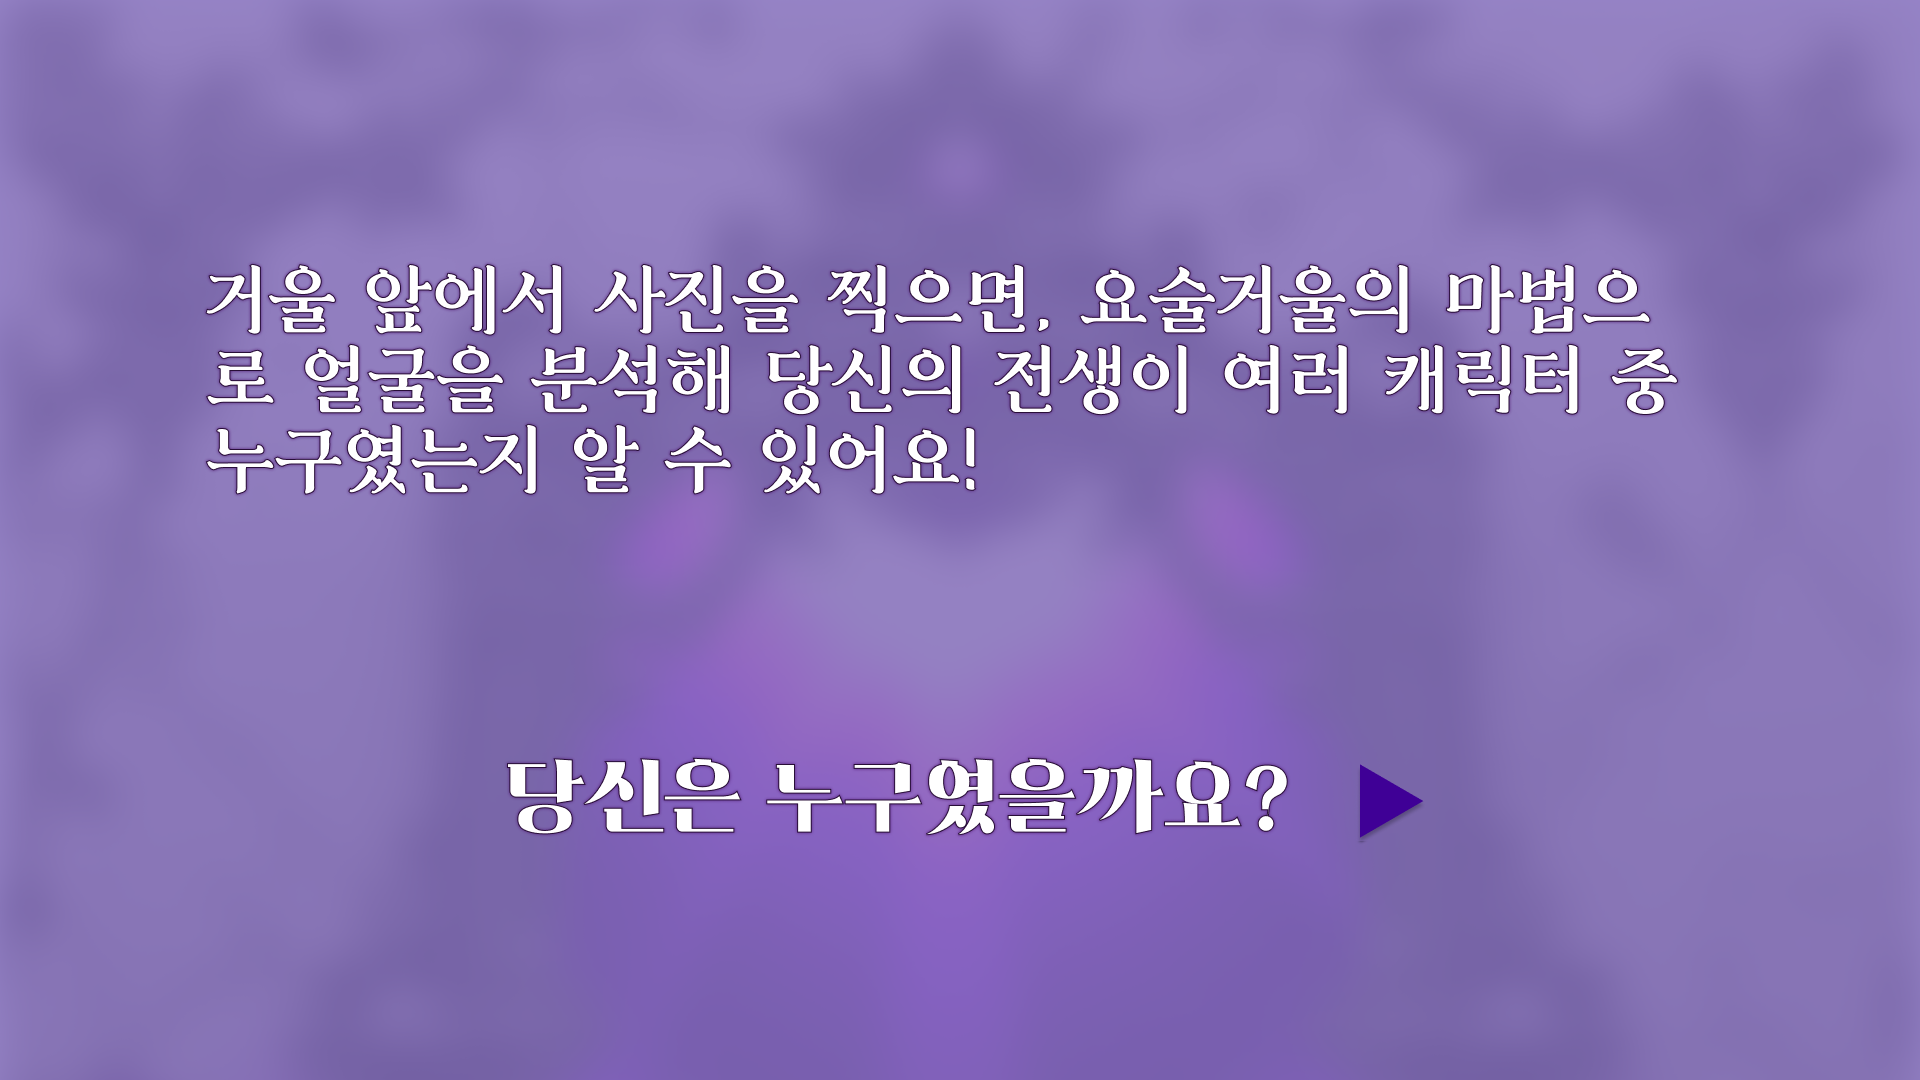 거울 앞에서 사진을 찍으면, 요술거울의 마법으
로 얼굴을 분석해 당신의 전생이 여러 캐릭터 중
누구였는지 알 수 있어요!
당신은 누구였을까요?